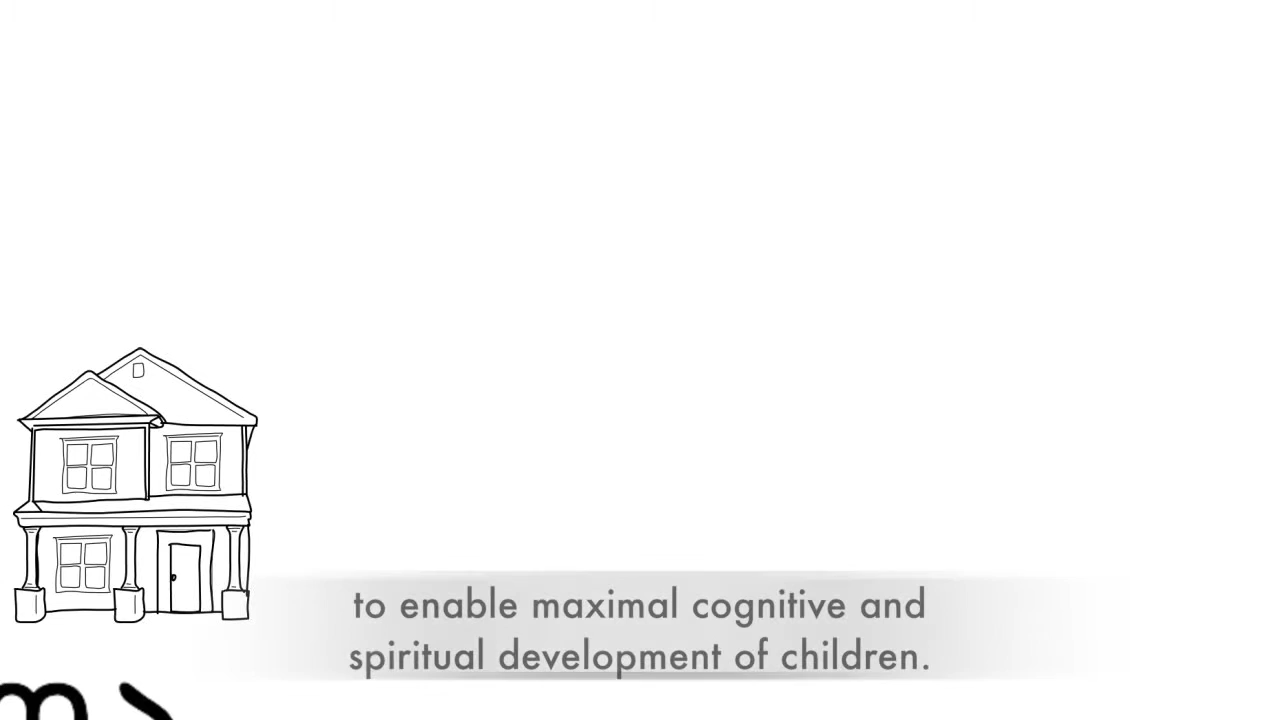 to enable maximal cognitive and
spiritual development of children.